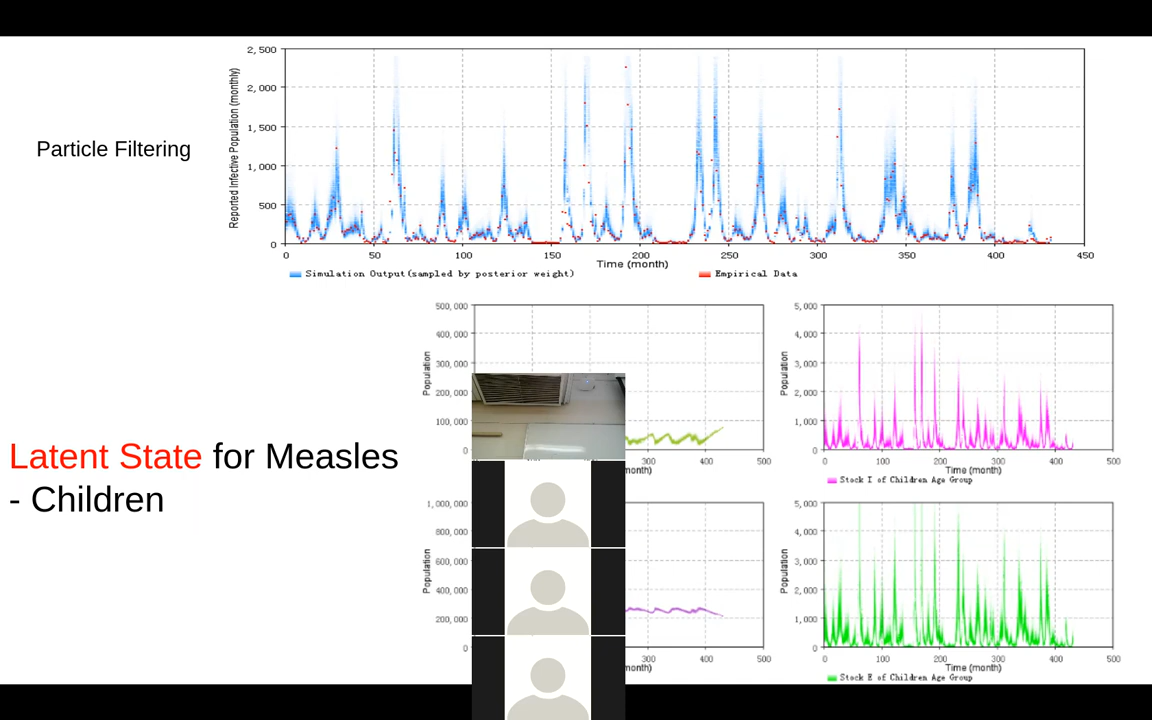 Particle Filtering
Reported Infective Population (monthly)
2,500
2,000
1,500
1,000
500
0
0 50 100 150 200 250 300 350 400 450
Time (month)
Simulation Output(sampled by posterior weight)
Empirical Data
Latent State for Measles
- Children
Population
500,000
400,000
300,000
200,000
100,000
0
300 400 500
month)
Population
5,000
4,000
3,000
2,000
1,000
0
0 100 200 300 400 500
Time (month)
Stock I of Children Age Group
Population
1,000,000
800,000
600,000
400,000
200,000
0
300 400 500
month)
Population
5,000
4,000
3,000
2,000
1,000
0
0 100 200 300 400 500
Time (month)
Stock E of Children Age Group